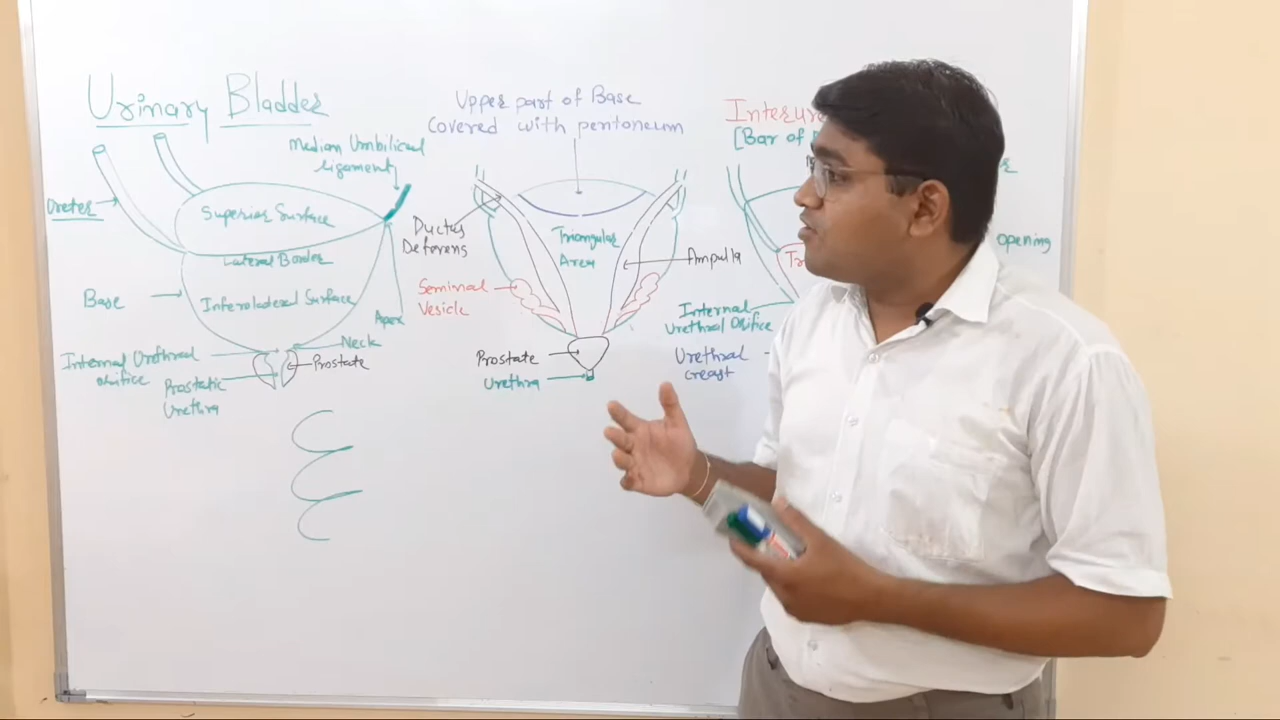 Urinary Bladder
Median Umbilical
ligament
Ureter
Superior Surface
Lateral Border
Base
Inferolateral Surface
Apex
Neck
Internal Urethral
Orifice
Prostate
Prostatic
Urethra
Upper part of Base
Covered with peritoneum
Ductus
Deferens
Triangular
Area
Ampulla
Seminal
Vesicle
Prostate
Urethra
[Bar of
opening
Internal
Urethral Orifice
Urethral
Crest